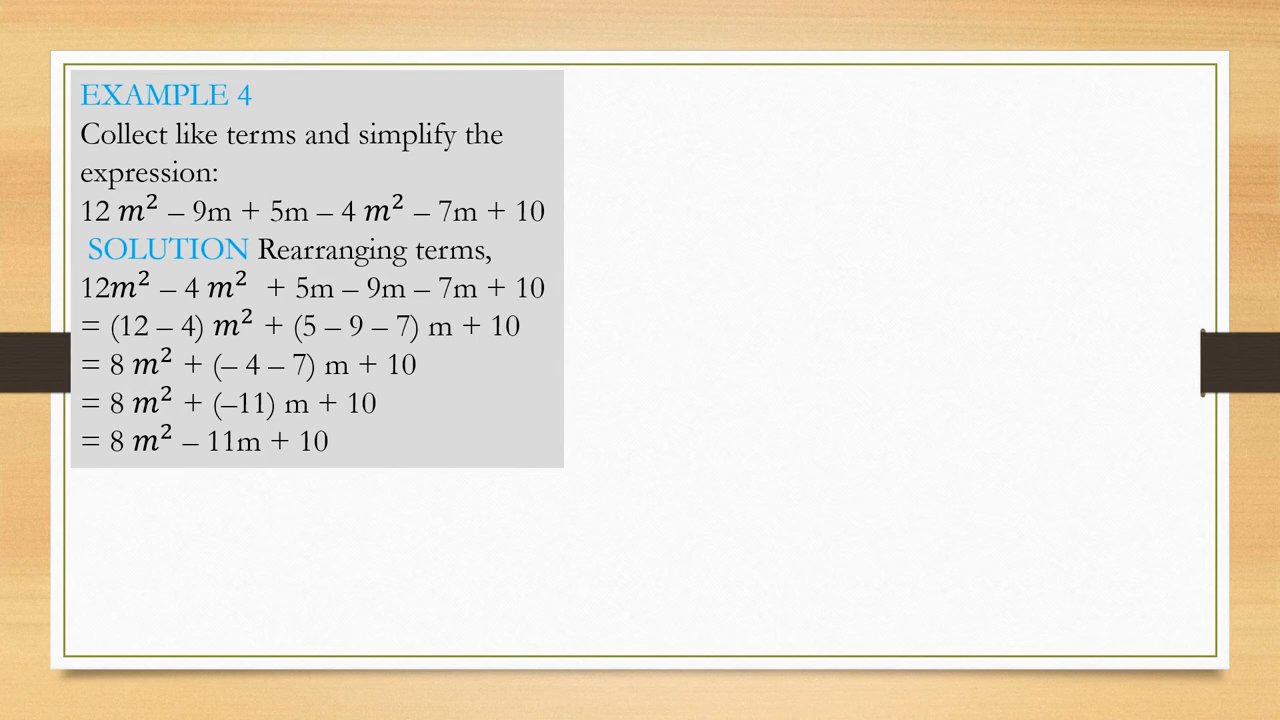 EXAMPLE 4
Collect like terms and simplify the
expression:
12 𝑚² – 9m + 5m – 4 𝑚² – 7m + 10
SOLUTION Rearranging terms,
12𝑚² – 4 𝑚² + 5m – 9m – 7m + 10
= (12 – 4) 𝑚² + (5 – 9 – 7) m + 10
= 8 𝑚² + (– 4 – 7) m + 10
= 8 𝑚² + (–11) m + 10
= 8 𝑚² – 11m + 10